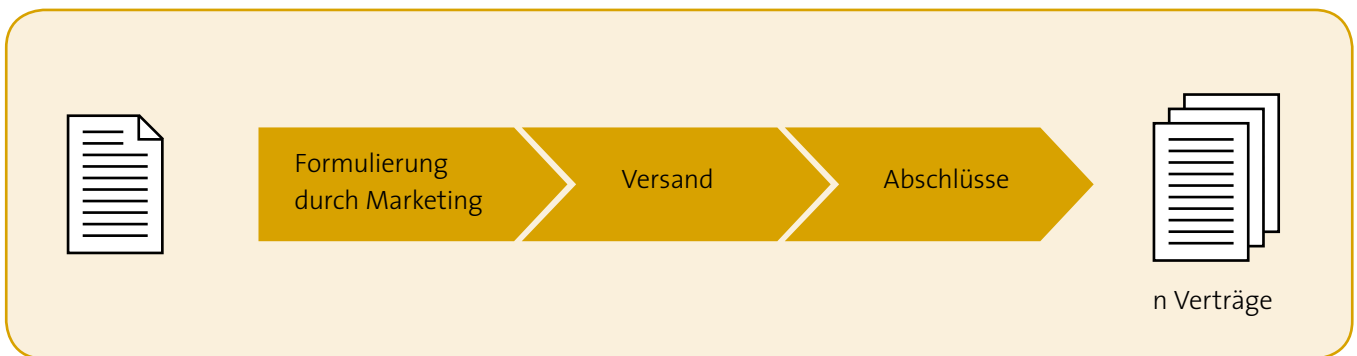 Formulierung
durch Marketing
Versand
Abschlüsse
n Verträge